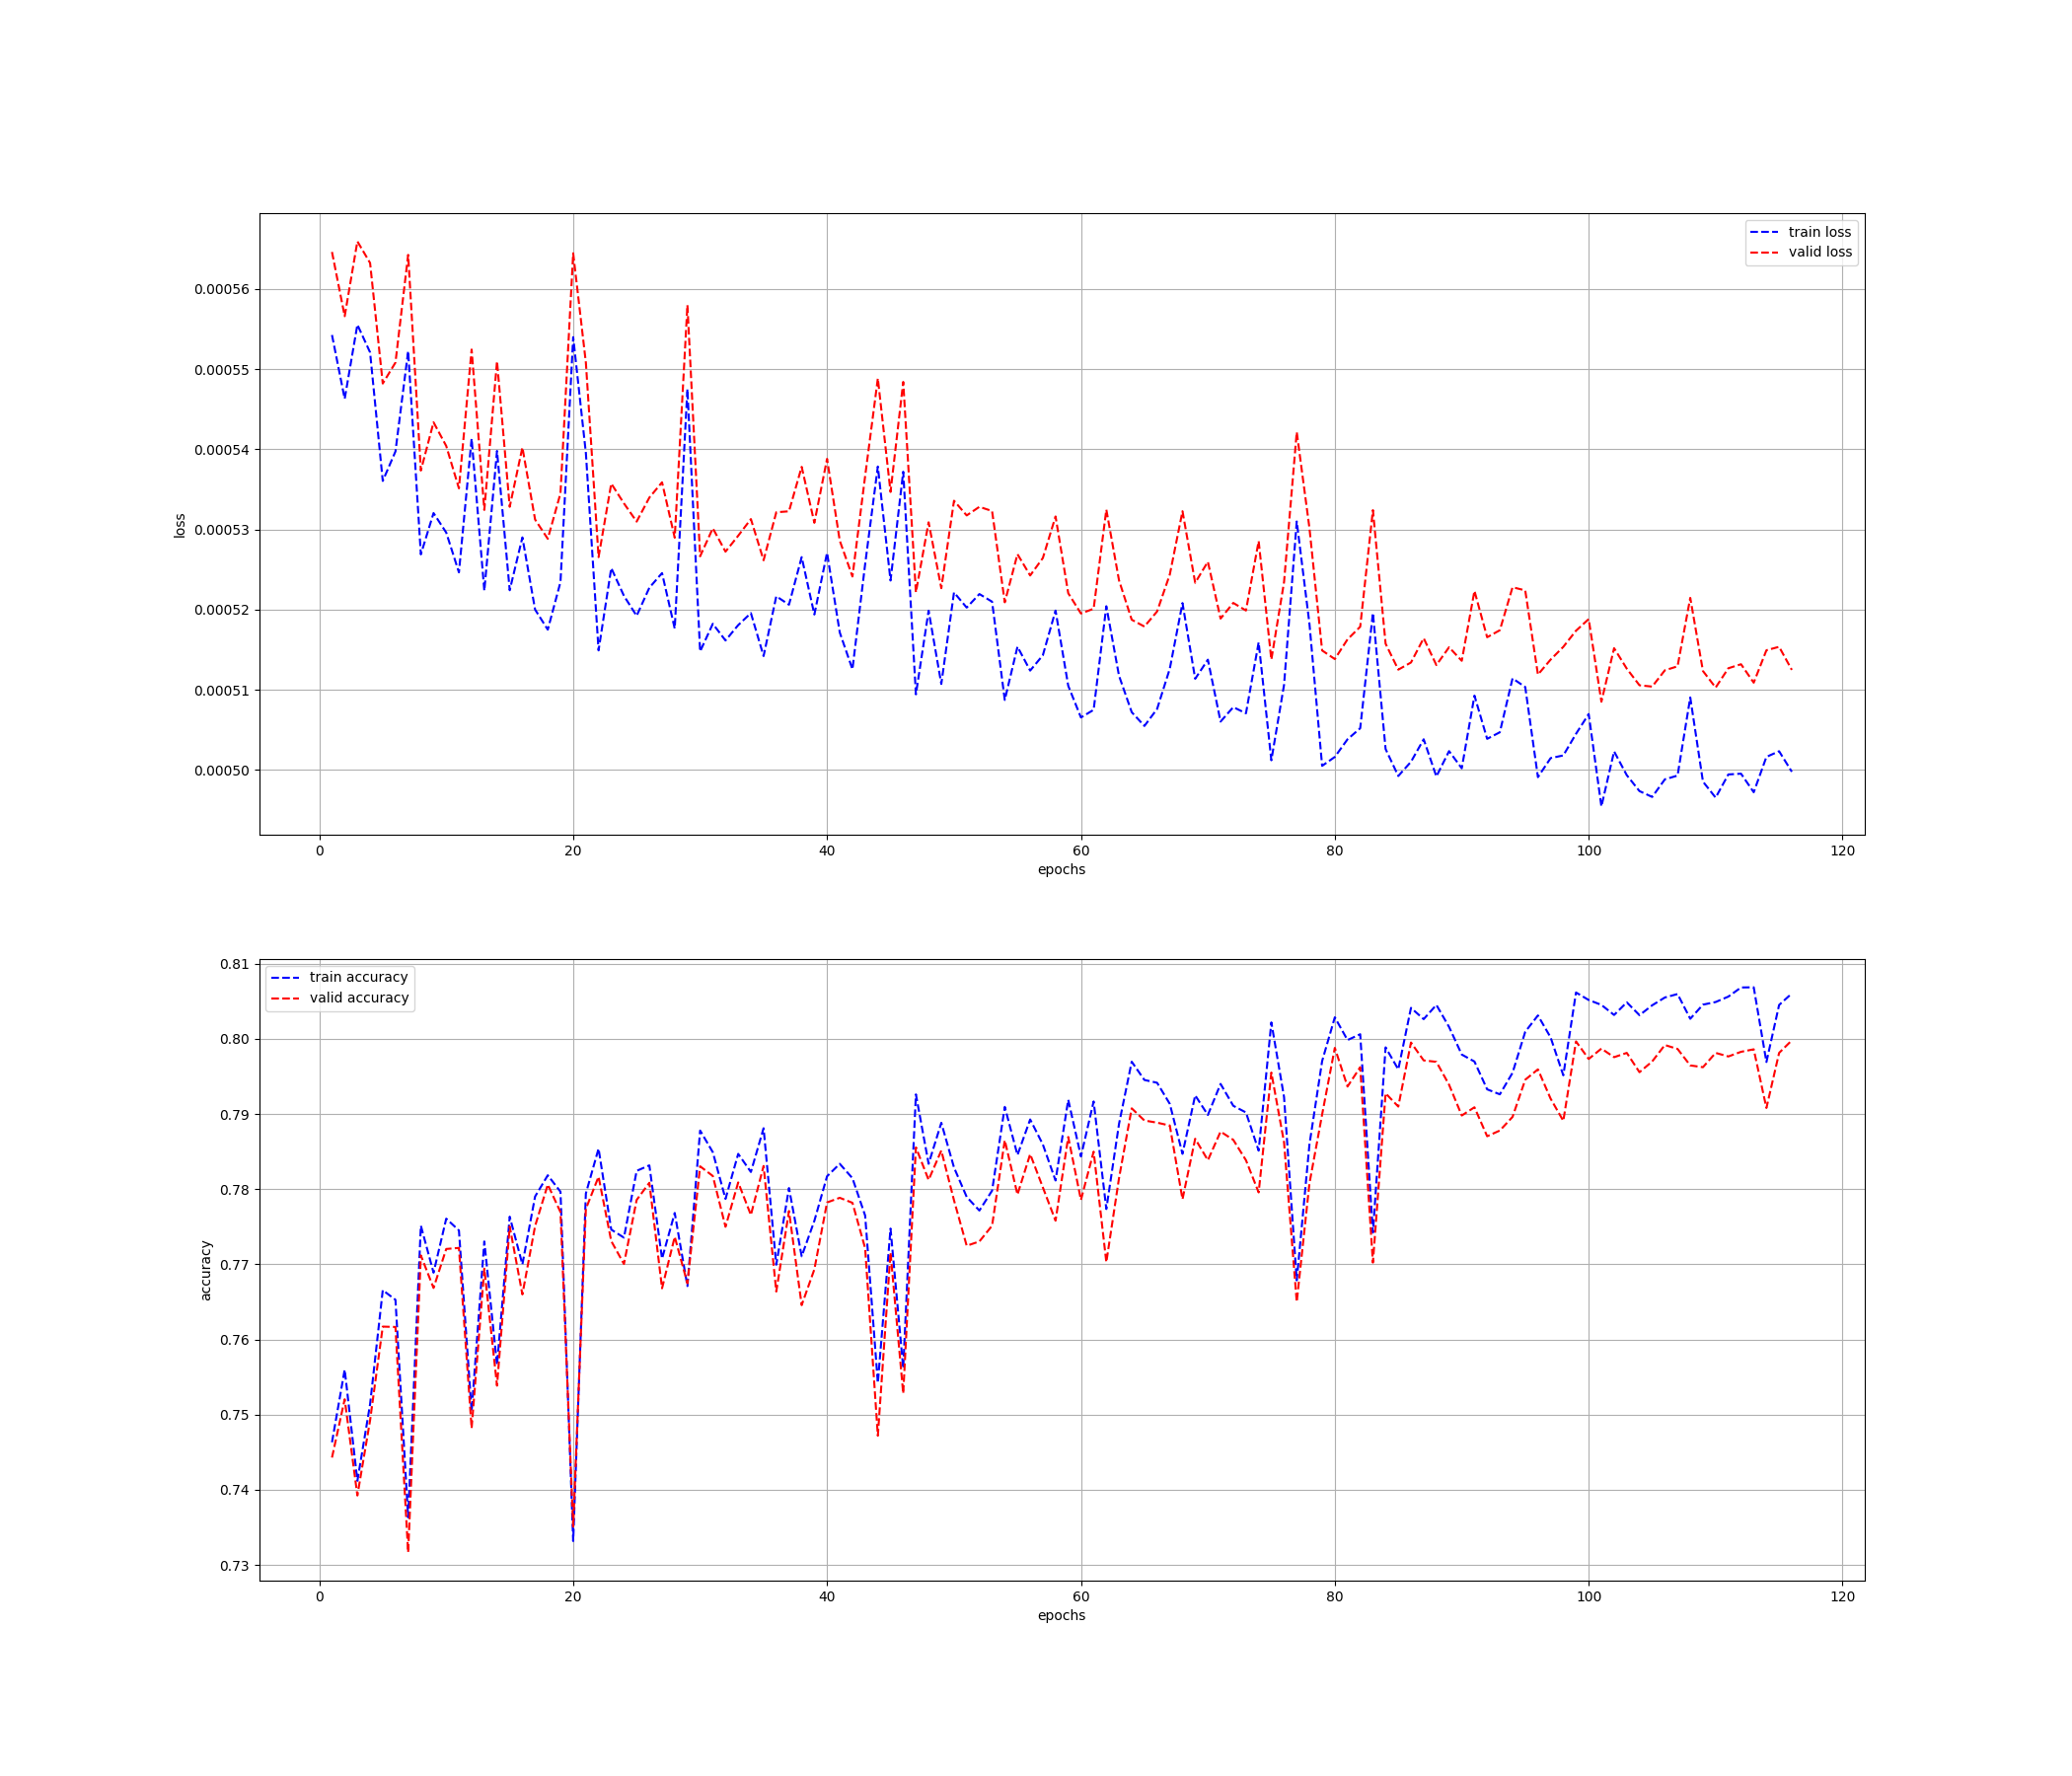 train loss
valid loss
0.00056
0.00055
0.00054
0.00053
0.00052
0.00051
0.00050
loss
0 20 40 60 80 100 120
epochs
train accuracy
valid accuracy
0.81
0.80
0.79
0.78
0.77
0.76
0.75
0.74
0.73
accuracy
0 20 40 60 80 100 120
epochs